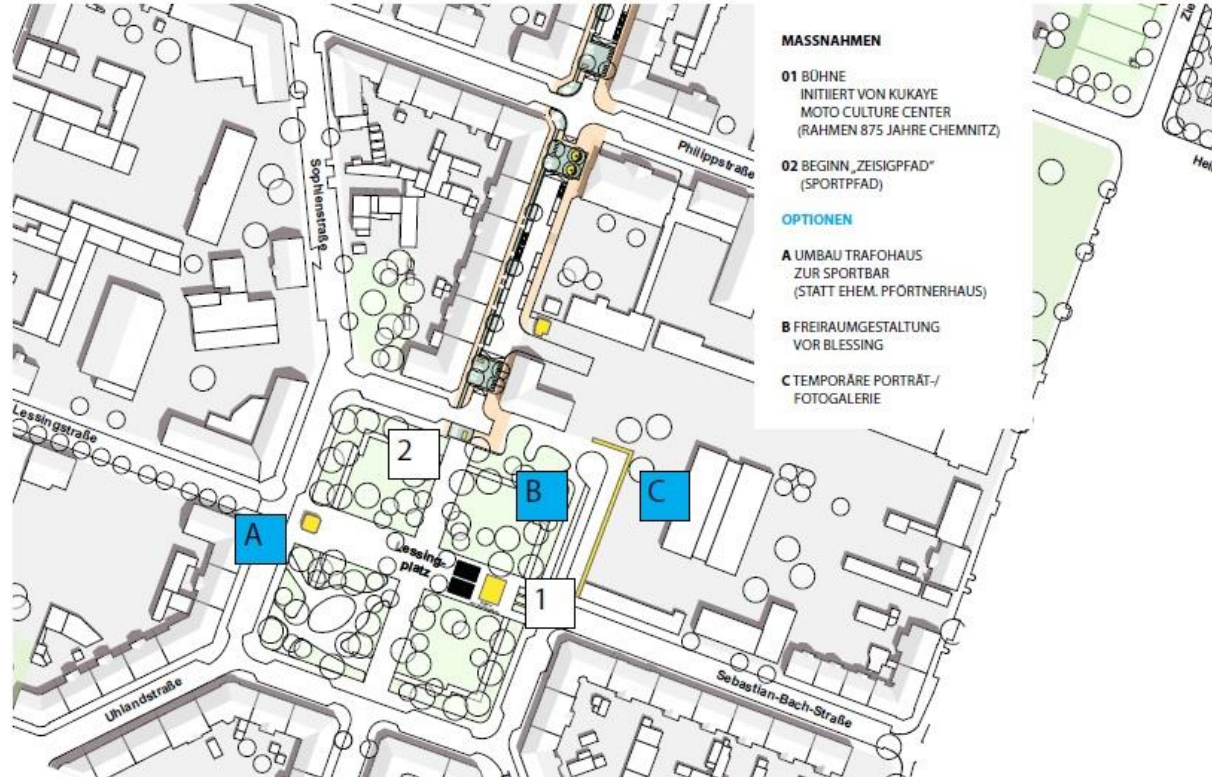 MASSNAHMEN
01 BÜHNE
INITIIERT VON KUKAYE
MOTO CULTURE CENTER
(RAHMEN 875 JAHRE CHEMNITZ)
02 BEGINN „ZEISIGPFAD“
(SPORTPFAD)
OPTIONEN
A UMBAU TRAFOHAUS
ZUR SPORTBAR
(STATT EHEM. PFÖRTNERHAUS)
B FREIRAUMGESTALTUNG
VOR BLESSING
C TEMPORÄRE PORTRÄT-/
FOTOGALERIE
Zie
Hei
Philippstraße
Sophienstraße
Lessingstraße
2
B
C
A
Lessing-
platz
1
Sebastian-Bach-Straße
Uhlandstraße